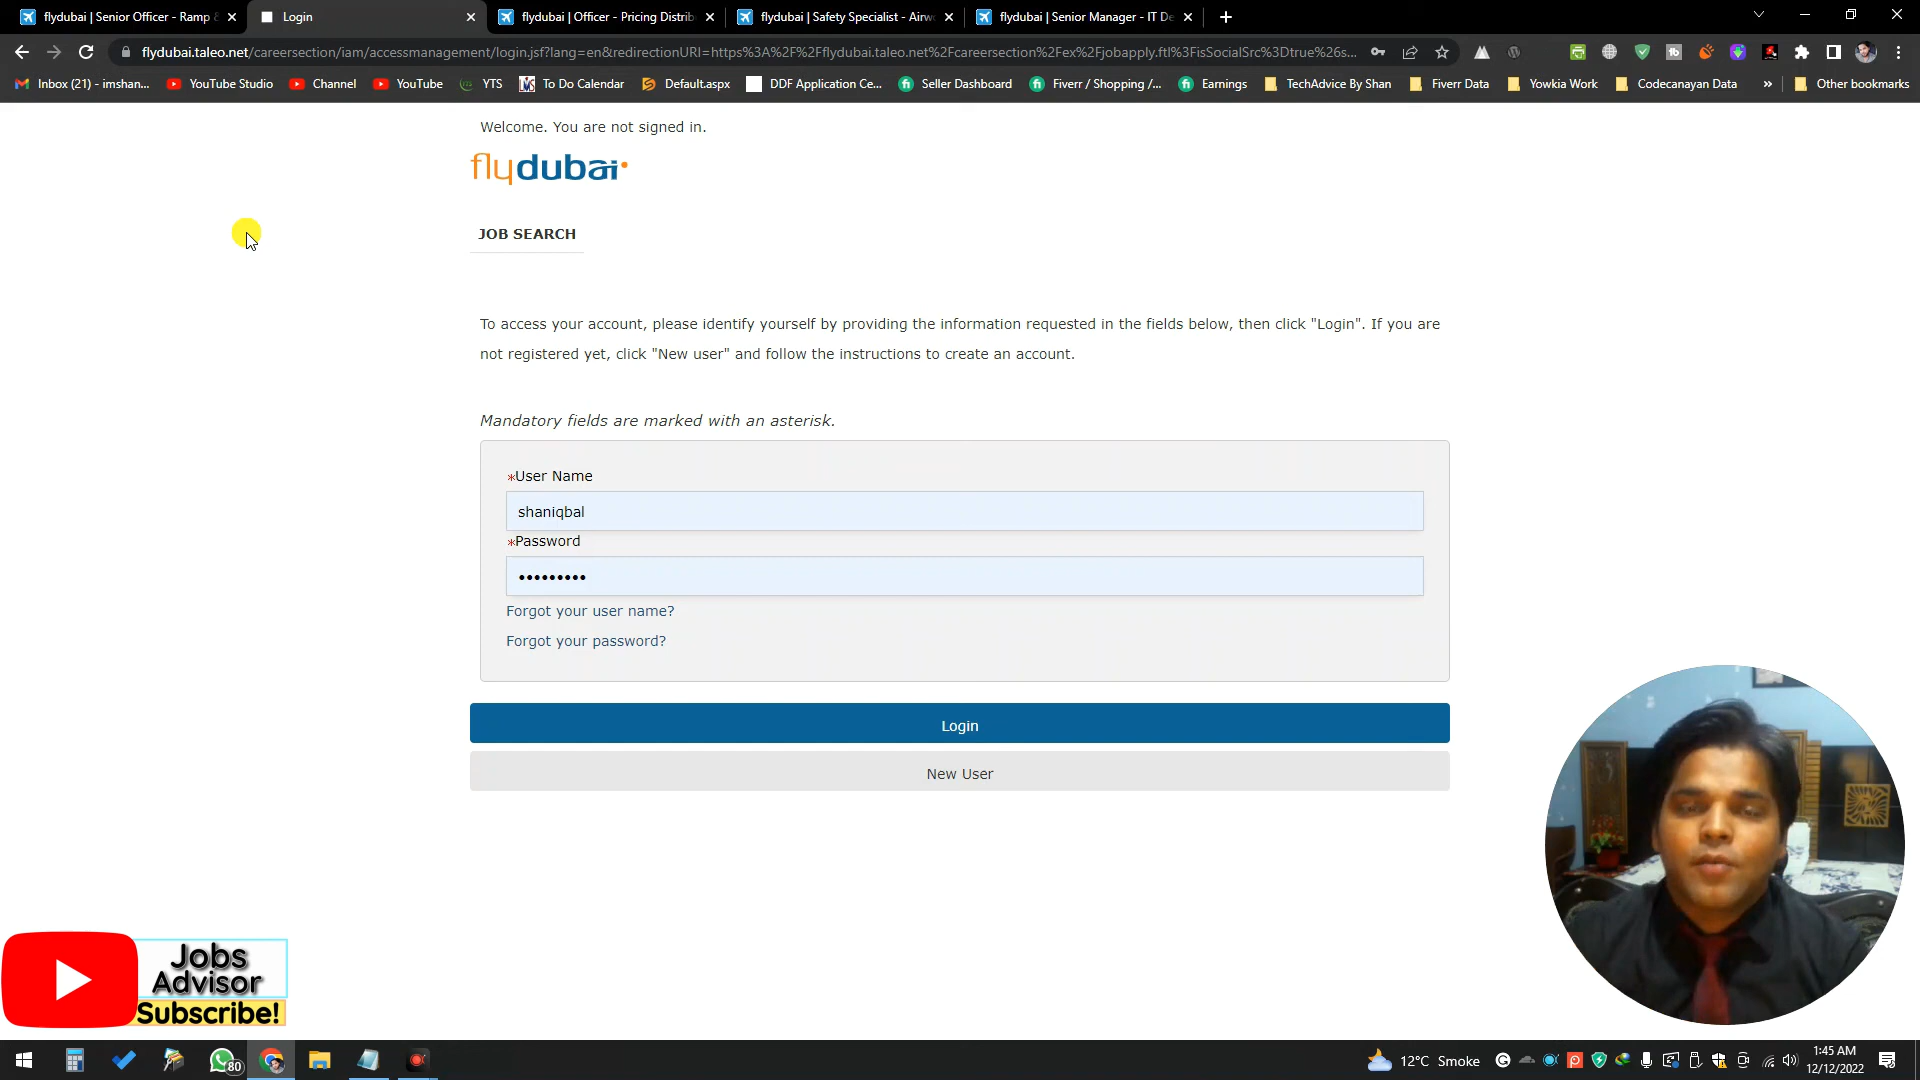 flydubai | Senior Officer - Ramp &
Login
flydubai | Officer - Pricing Distrib
flydubai | Safety Specialist - Airwo
flydubai | Senior Manager - IT De
flydubai.taleo.net/careersection/iam/accessmanagement/login.jsf?lang=en&redirectionURI=https%3A%2F%2Fflydubai.taleo.net%2Fcareersection%2Fex%2Fjobapply.ftl%3FisSocialSrc%3Dtrue%26s...
Inbox (21) - imshan...
YouTube Studio
Channel
YouTube
YTS
To Do Calendar
Default.aspx
DDF Application Ce...
Seller Dashboard
Fiverr / Shopping /...
Earnings
TechAdvice By Shan
Fiverr Data
Yowkia Work
Codecanayan Data
»
Other bookmarks
Welcome. You are not signed in.
flydubai
JOB SEARCH
To access your account, please identify yourself by providing the information requested in the fields below, then click "Login". If you are
not registered yet, click "New user" and follow the instructions to create an account.
Mandatory fields are marked with an asterisk.
*User Name
shaniqbal
*Password
•••••••••
Forgot your user name?
Forgot your password?
Login
New User
Jobs
Advisor
Subscribe!
80
12°C Smoke
1:45 AM
12/12/2022